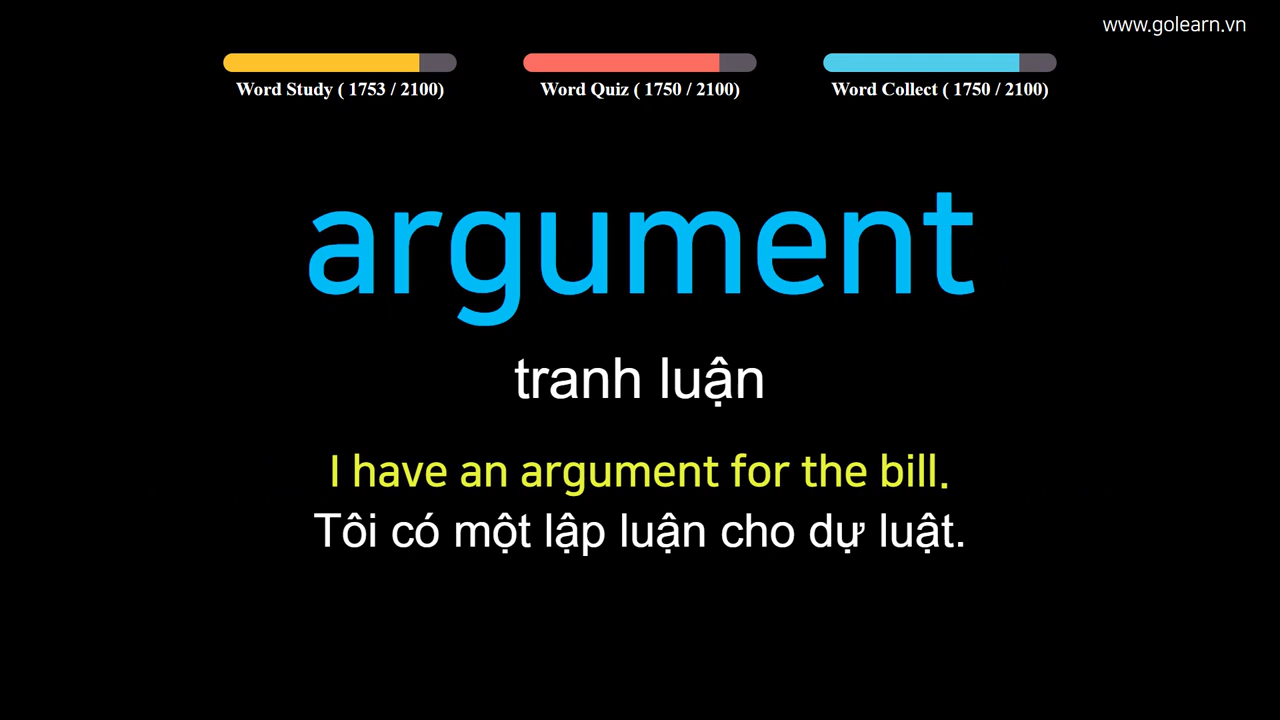 www.golearn.vn
Word Study ( 1753 / 2100) Word Quiz ( 1750 / 2100) Word Collect ( 1750 / 2100)
argument
tranh luận
I have an argument for the bill.
Tôi có một lập luận cho dự luật.